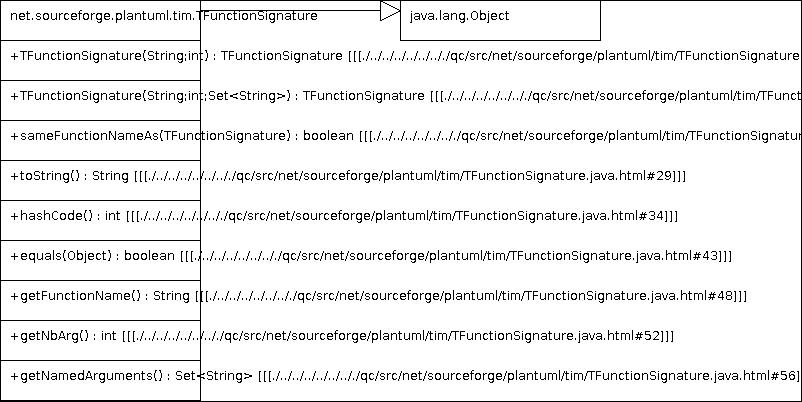 net.sourceforge.plantuml.tim.TFunctionSignature
java.lang.Object
+TFunctionSignature(String;int) : TFunctionSignature [[[./../../../../../../qc/src/net/sourceforge/plantuml/tim/TFunctionSignature
+TFunctionSignature(String;int;Set<String>) : TFunctionSignature [[[./../../../../../../qc/src/net/sourceforge/plantuml/tim/TFunct
+sameFunctionNameAs(TFunctionSignature) : boolean [[[./../../../../../../qc/src/net/sourceforge/plantuml/tim/TFunctionSignatur
+toString() : String [[[./../../../../../../qc/src/net/sourceforge/plantuml/tim/TFunctionSignature.java.html#29]]]
+hashCode() : int [[[./../../../../../../qc/src/net/sourceforge/plantuml/tim/TFunctionSignature.java.html#34]]]
+equals(Object) : boolean [[[./../../../../../../qc/src/net/sourceforge/plantuml/tim/TFunctionSignature.java.html#43]]]
+getFunctionName() : String [[[./../../../../../../qc/src/net/sourceforge/plantuml/tim/TFunctionSignature.java.html#48]]]
+getNbArg() : int [[[./../../../../../../qc/src/net/sourceforge/plantuml/tim/TFunctionSignature.java.html#52]]]
+getNamedArguments() : Set<String> [[[./../../../../../../qc/src/net/sourceforge/plantuml/tim/TFunctionSignature.java.html#56]